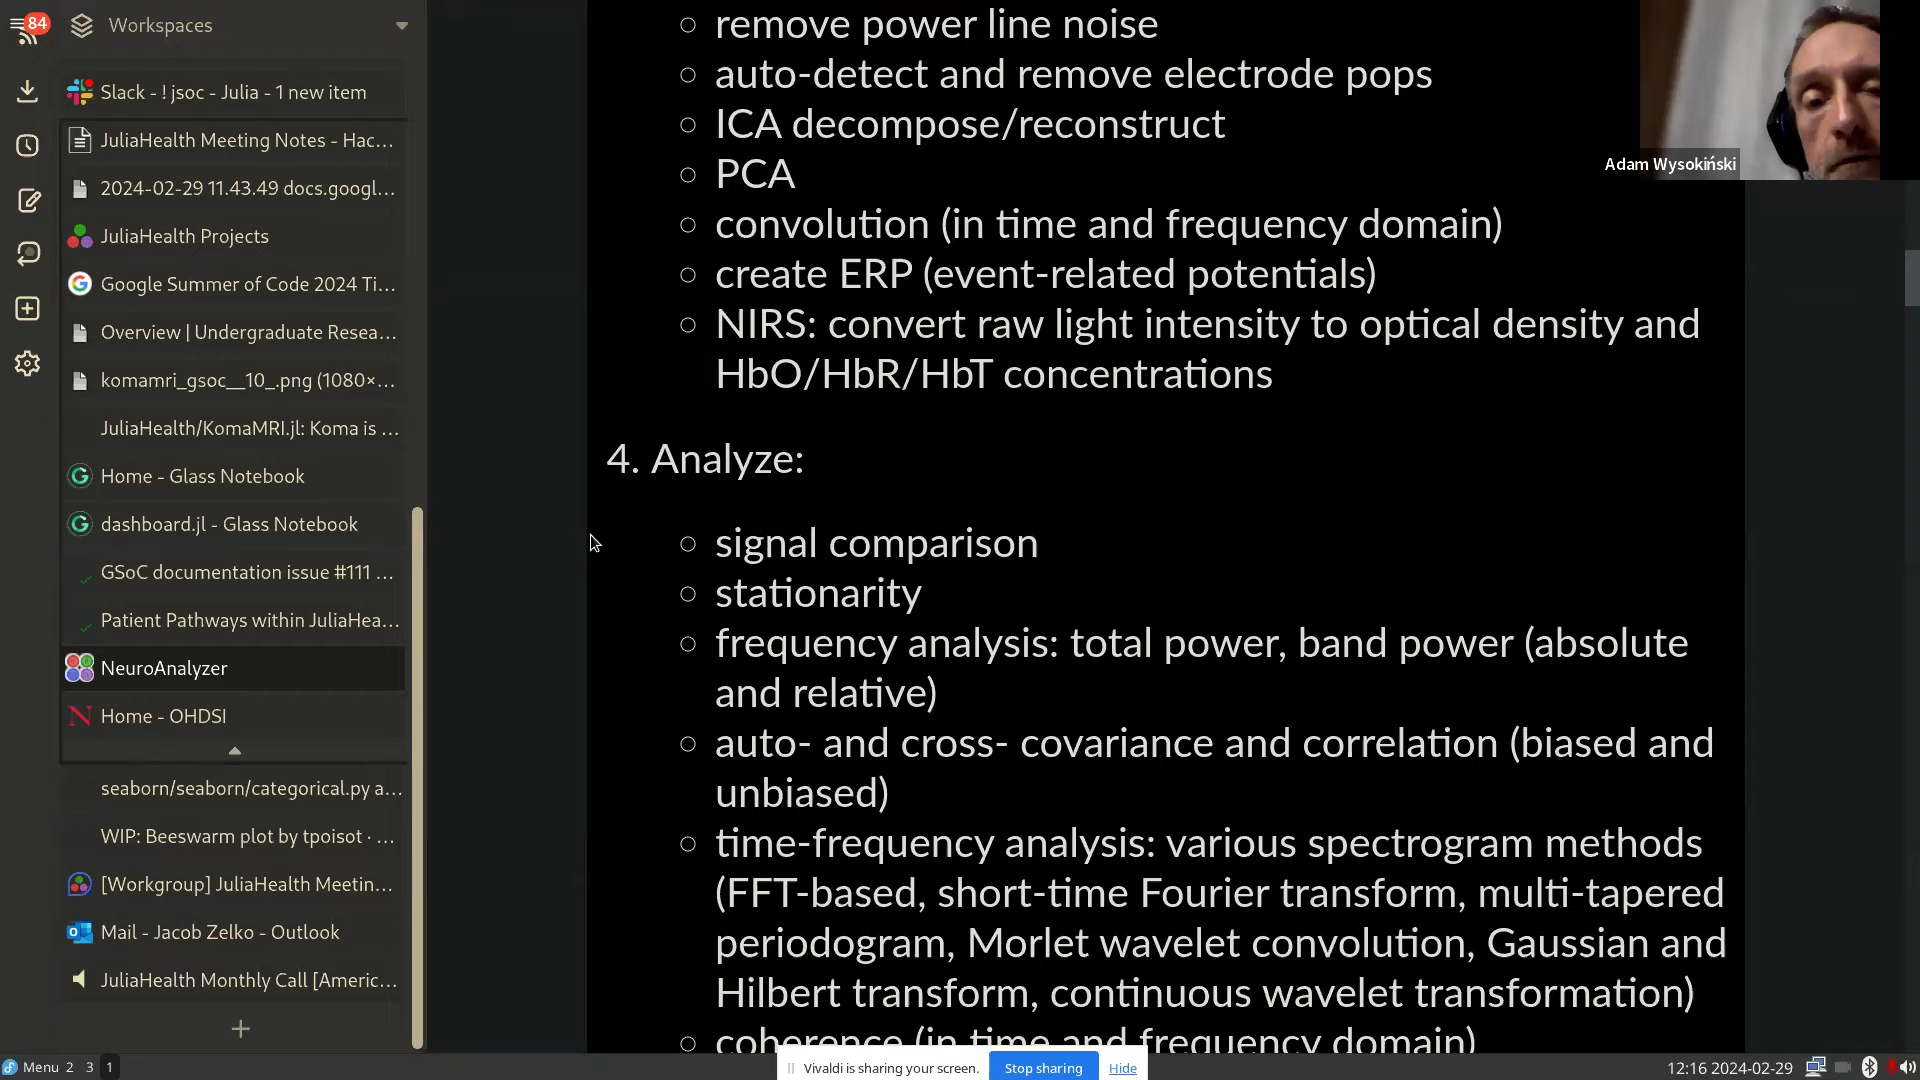 84
Workspaces
Slack - ! jsoc - Julia - 1 new item
JuliaHealth Meeting Notes - Hac...
2024-02-29 11.43.49 docs.googl...
JuliaHealth Projects
Google Summer of Code 2024 Ti...
Overview | Undergraduate Resea...
komamri_gsoc__10_.png (1080×...
JuliaHealth/KomaMRI.jl: Koma is ...
Home - Glass Notebook
dashboard.jl - Glass Notebook
GSoC documentation issue #111 ...
Patient Pathways within JuliaHea...
NeuroAnalyzer
Home - OHDSI
seaborn/seaborn/categorical.py a...
WIP: Beeswarm plot by tpoisot · ...
[Workgroup] JuliaHealth Meetin...
Mail - Jacob Zelko - Outlook
JuliaHealth Monthly Call [Americ...
remove power line noise
auto-detect and remove electrode pops
ICA decompose/reconstruct
PCA
convolution (in time and frequency domain)
create ERP (event-related potentials)
NIRS: convert raw light intensity to optical density and
HbO/HbR/HbT concentrations
4. Analyze:
signal comparison
stationarity
frequency analysis: total power, band power (absolute
and relative)
auto- and cross- covariance and correlation (biased and
unbiased)
time-frequency analysis: various spectrogram methods
(FFT-based, short-time Fourier transform, multi-tapered
periodogram, Morlet wavelet convolution, Gaussian and
Hilbert transform, continuous wavelet transformation)
coherence (in time and frequency domain)
Adam Wysokiński
Vivaldi is sharing your screen.
Stop sharing
Hide
Menu 2 3 1
12:16 2024-02-29